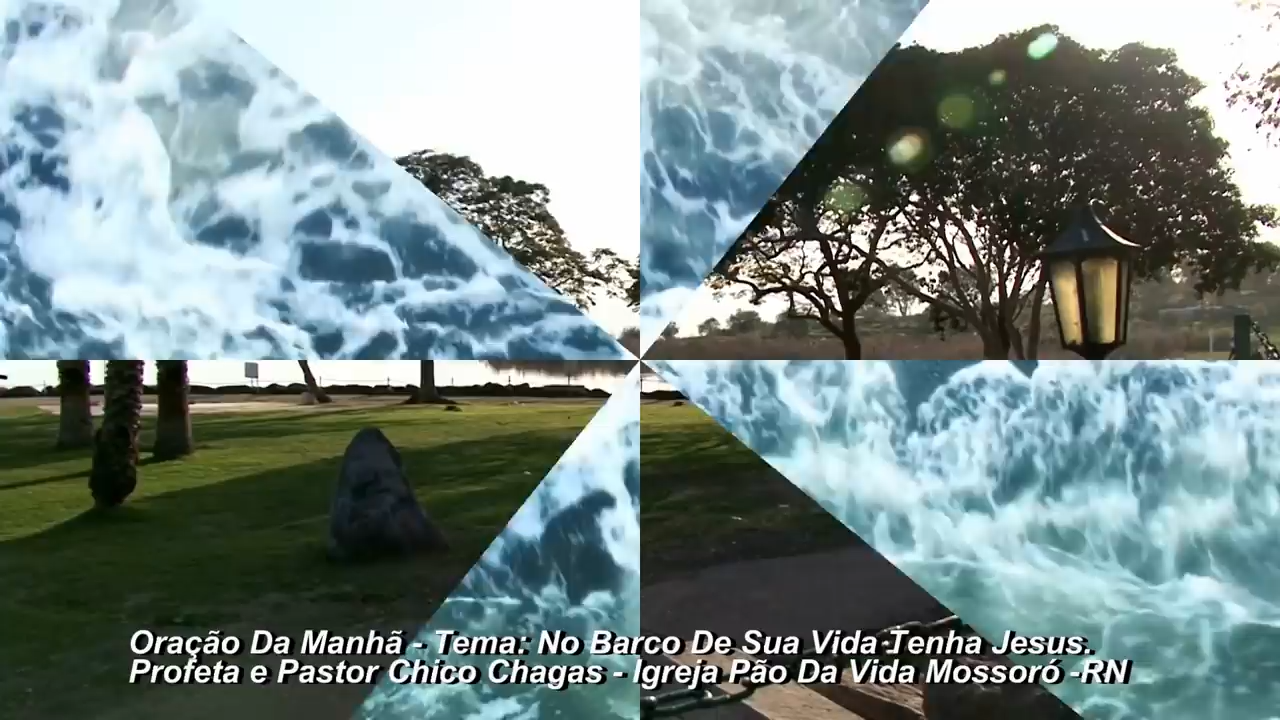 Oração Da Manhã - Tema: No Barco De Sua Vida Tenha Jesus.
Profeta e Pastor Chico Chagas - Igreja Pão Da Vida Mossoró -RN